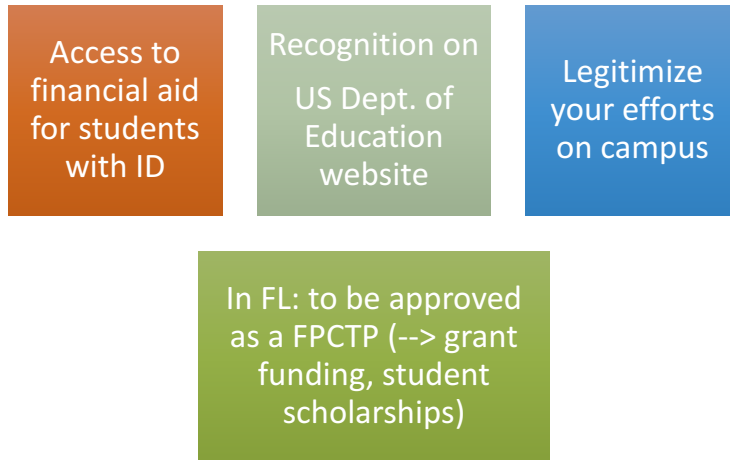 Access to
financial aid
for students
with ID
Recognition on
US Dept. of
Education
website
Legitimize
your efforts
on campus
In FL: to be approved
as a FPCTP (--> grant
funding, student
scholarships)